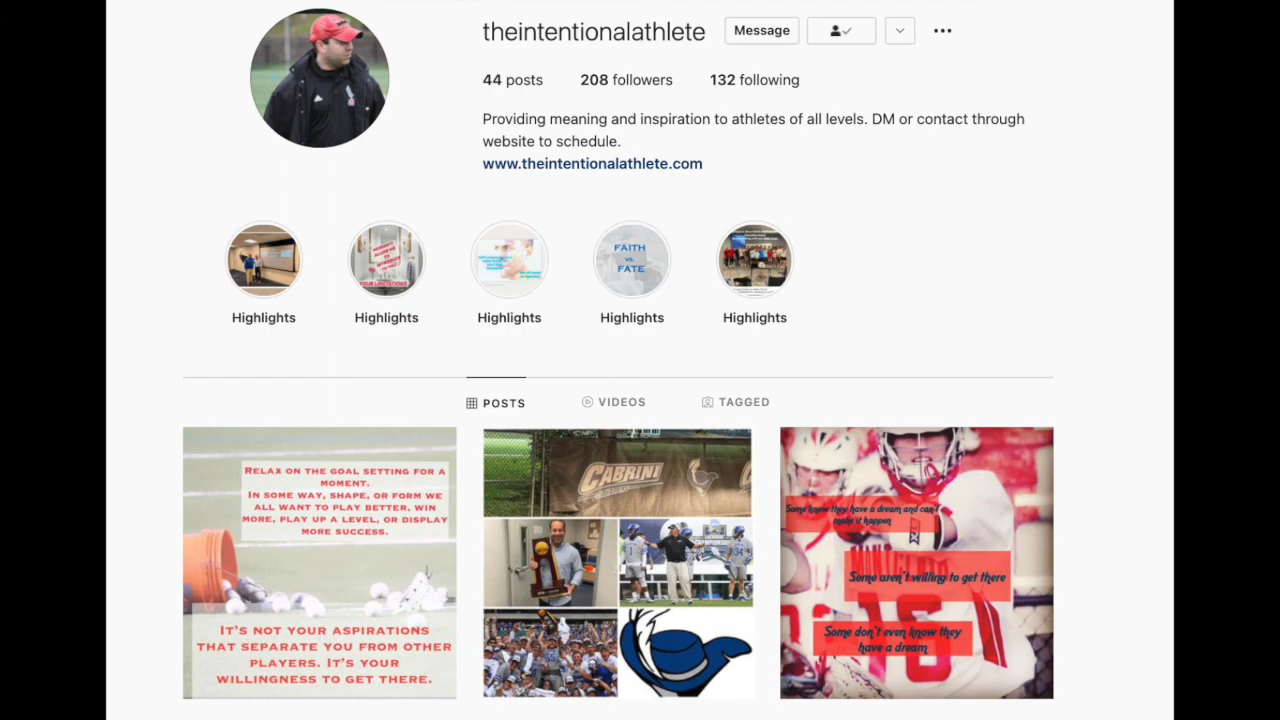 theintentionalathlete
Message
44 posts
208 followers
132 following
Providing meaning and inspiration to athletes of all levels. DM or contact through
website to schedule.
www.theintentionalathlete.com
FAITH
vs.
FATE
Highlights
Highlights
Highlights
Highlights
Highlights
POSTS
VIDEOS
TAGGED
RELAX ON THE GOAL SETTING FOR A
MOMENT.
IN SOME WAY, SHAPE, OR FORM WE
ALL WANT TO PLAY BETTER, WIN
MORE, PLAY UP A LEVEL, OR DISPLAY
MORE SUCCESS.
IT'S NOT YOUR ASPIRATIONS
THAT SEPARATE YOU FROM OTHER
PLAYERS. IT'S YOUR
WILLINGNESS TO GET THERE.
CABRINI
Some know they have a dream and can't
make it happen
Some aren't willing to get there
Some don't even know they
have a dream